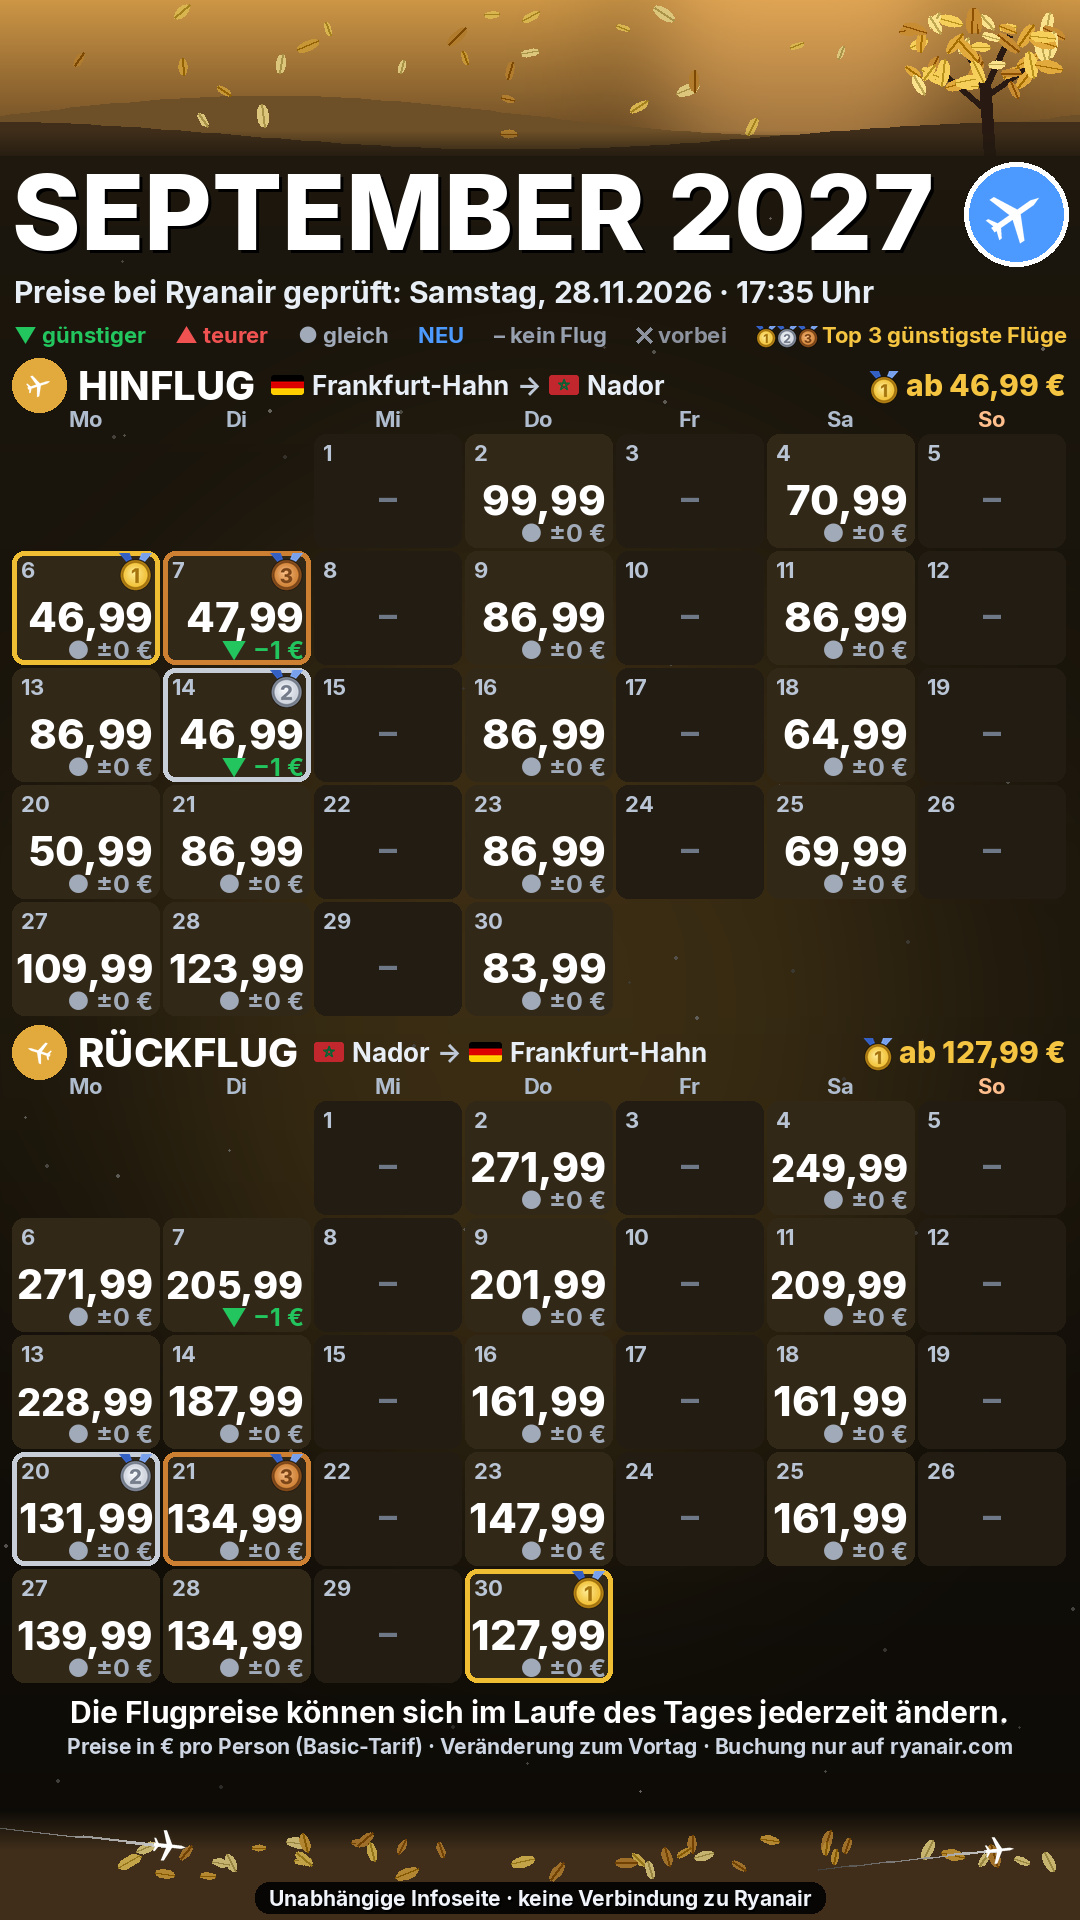 SEPTEMBER 2027
Preise bei Ryanair geprüft: Samstag, 28.11.2026 · 17:35 Uhr
▼ günstiger ▲ teurer ● gleich NEU – kein Flug ✕ vorbei 1 2 3 Top 3 günstigste Flüge
HINFLUG Frankfurt-Hahn → Nador 1 ab 46,99 €
Mo Di Mi Do Fr Sa So
1 2 3 4 5
– 99,99 – 70,99 –
● ±0 € ● ±0 €
6 1 7 3 8 9 10 11 12
46,99 47,99 – 86,99 – 86,99 –
● ±0 € ▼ −1 € ● ±0 € ● ±0 €
13 14 2 15 16 17 18 19
86,99 46,99 – 86,99 – 64,99 –
● ±0 € ▼ −1 € ● ±0 € ● ±0 €
20 21 22 23 24 25 26
50,99 86,99 – 86,99 – 69,99 –
● ±0 € ● ±0 € ● ±0 € ● ±0 €
27 28 29 30
109,99 123,99 – 83,99
● ±0 € ● ±0 € ● ±0 €
RÜCKFLUG Nador → Frankfurt-Hahn 1 ab 127,99 €
Mo Di Mi Do Fr Sa So
1 2 3 4 5
– 271,99 – 249,99 –
● ±0 € ● ±0 €
6 7 8 9 10 11 12
271,99 205,99 – 201,99 – 209,99 –
● ±0 € ▼ −1 € ● ±0 € ● ±0 €
13 14 15 16 17 18 19
228,99 187,99 – 161,99 – 161,99 –
● ±0 € ● ±0 € ● ±0 € ● ±0 €
20 2 21 3 22 23 24 25 26
131,99 134,99 – 147,99 – 161,99 –
● ±0 € ● ±0 € ● ±0 € ● ±0 €
27 28 29 30 1
139,99 134,99 – 127,99
● ±0 € ● ±0 € ● ±0 €
Die Flugpreise können sich im Laufe des Tages jederzeit ändern.
Preise in € pro Person (Basic-Tarif) · Veränderung zum Vortag · Buchung nur auf ryanair.com
Unabhängige Infoseite · keine Verbindung zu Ryanair